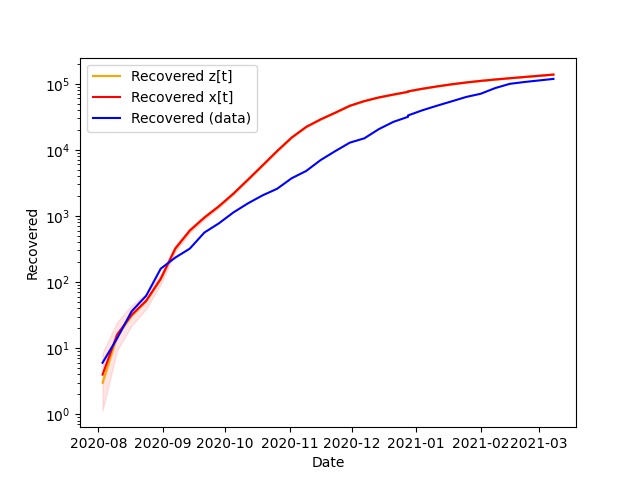 Recovered z[t]
Recovered x[t]
Recovered (data)
10^5
10^4
10^3
10^2
10^1
10^0
Recovered
2020-08 2020-09 2020-10 2020-11 2020-12 2021-01 2021-02 2021-03
Date